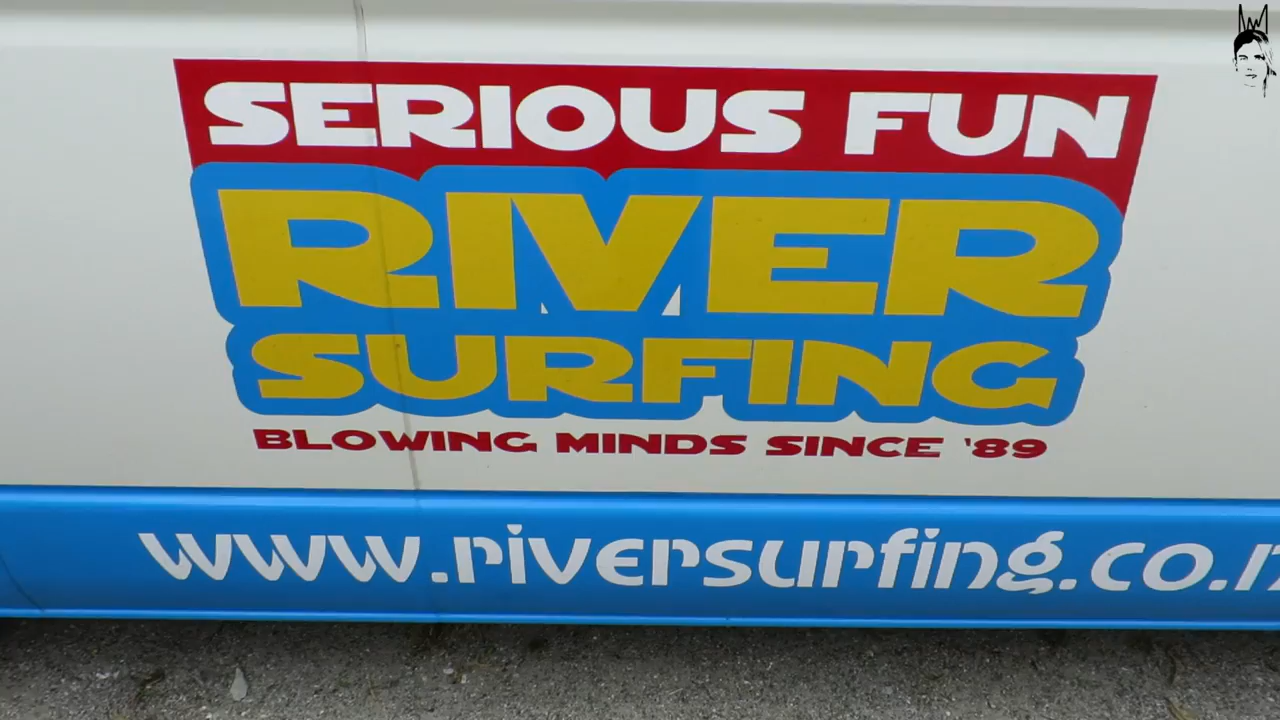 SERIOUS FUN
RIVER
SURFING
BLOWING MINDS SINCE '89
www.riversurfing.co.n